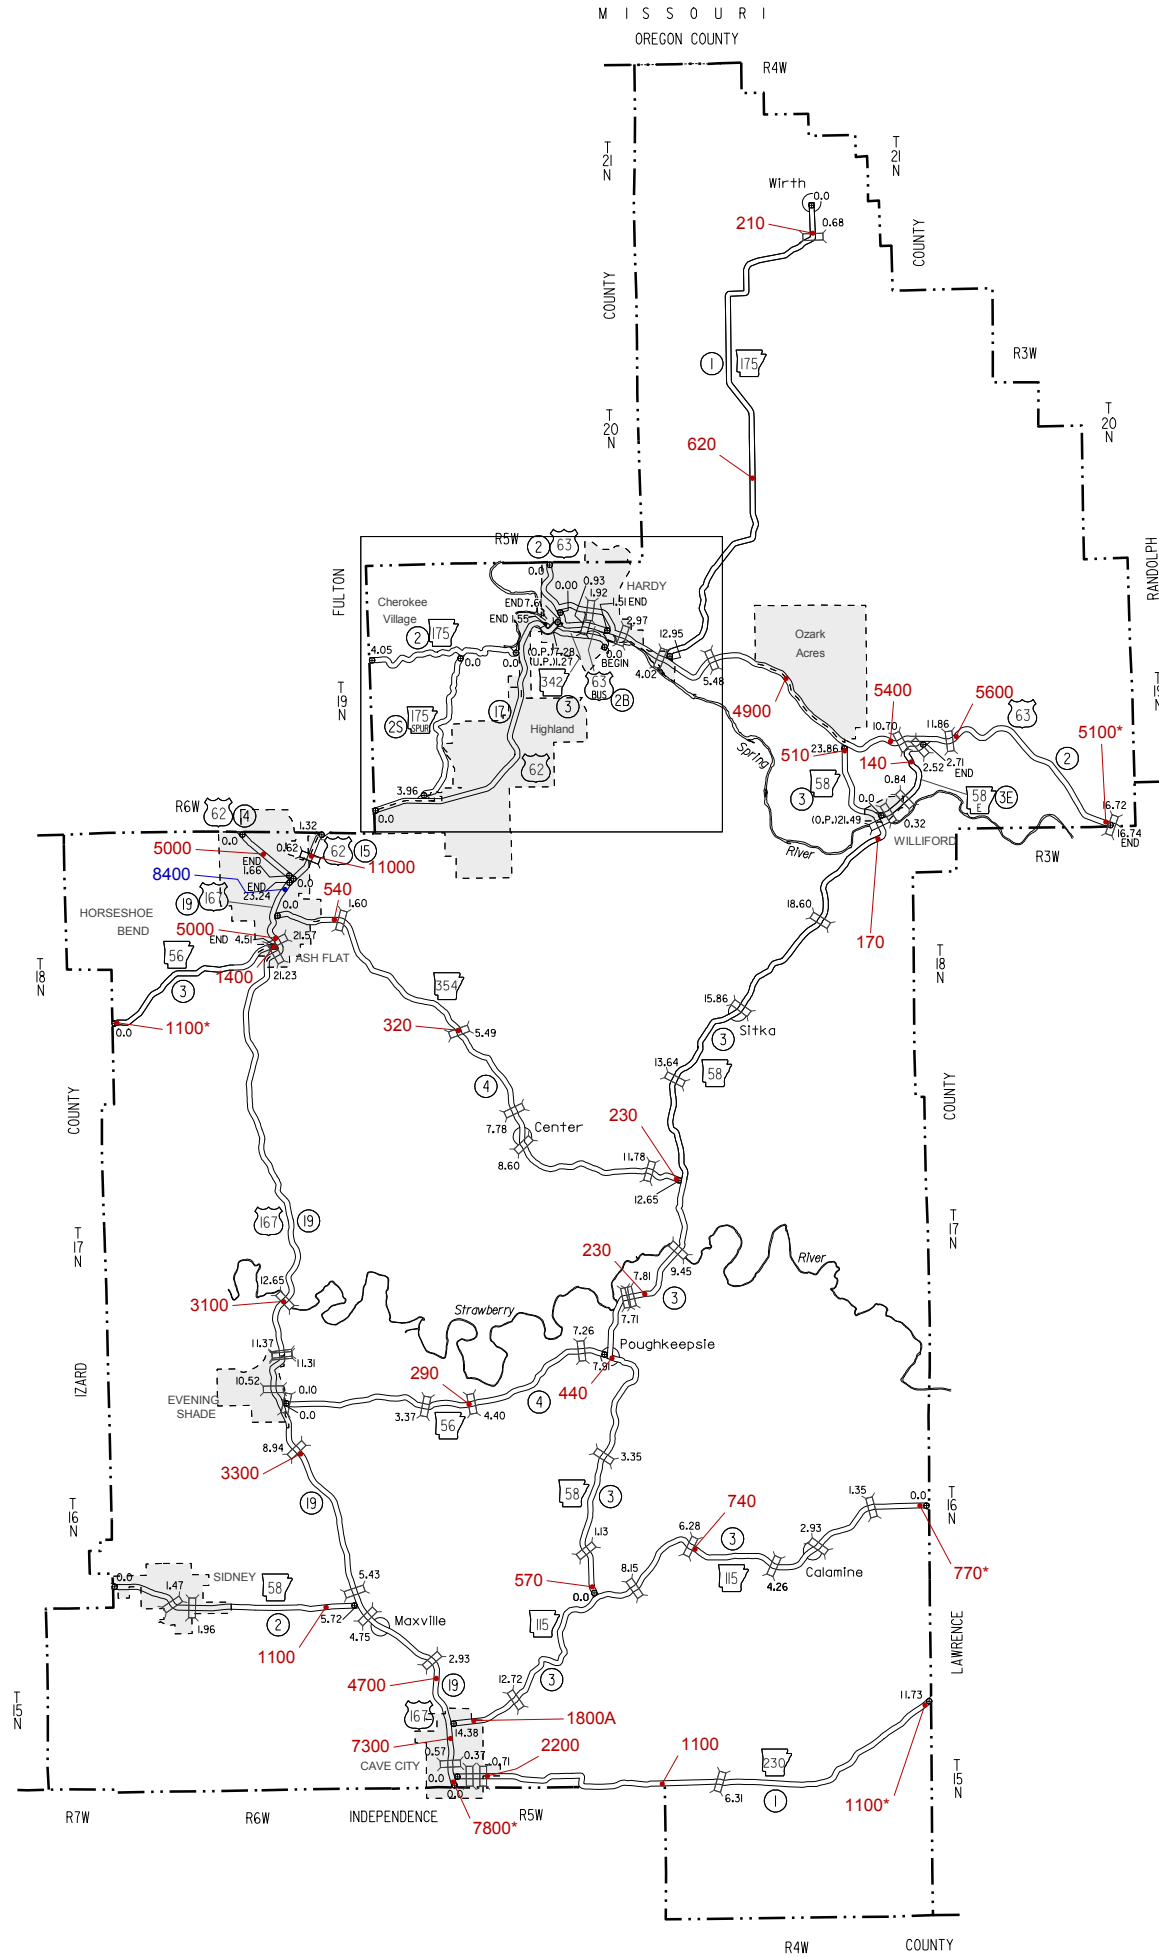 M I S S O U R I
OREGON COUNTY
R4W
T 21 N
T 21 N
Wirth
0.0
210
0.68
COUNTY
COUNTY
1
175
R3W
T 20 N
T 20 N
620
R5W
2
63
0.0
FULTON
RANDOLPH
0.93
0.00
1.92
HARDY
Cherokee
Village
END 7.6
1.51 END
END 1.55
2.97
2
175
Ozark
Acres
4.05
0.0
0.0
(O.P.)7.28
(U.P.)1.27
0.0
BEGIN
12.95
4.02
5.48
T 19 N
T 19 N
342
3
63
BUS
2B
17
2S
175
SPUR
Highland
62
4900
5400
5600
63
10.70
11.86
5100*
Spring
510
23.86
140
2.71
END
2.52
2
58
3
0.84
58
E
3E
3.96
0.0
0.0
(O.P.)21.49
0.32
16.72
16.74
END
River
WILLIFORD
R3W
R6W
62
14
0.0
1.32
0.62
62
15
5000
END
1.66
11000
8400
END
23.24
0.0
19
167
0.0
540
1.60
HORSESHOE
BEND
5000
END
4.51
21.57
ASH FLAT
56
3
1400
21.23
18.60
170
T 18 N
T 18 N
354
1100*
0.0
320
5.49
15.86
Sitka
3
58
13.64
COUNTY
COUNTY
4
7.78
Center
8.60
230
11.78
12.65
T 17 N
T 17 N
167
19
230
River
12.65
7.81
9.45
3100
Strawberry
3
7.71
11.37
11.31
7.26
Poughkeepsie
7.91
IZARD
10.52
EVENING
SHADE
0.10
0.0
290
440
4
3.37
4.40
56
8.94
3300
3.35
19
58
3
T 16 N
T 16 N
740
1.35
0.0
6.28
3
2.93
1.13
115
Calamine
4.26
770*
0.0
SIDNEY
1.47
58
5.43
570
0.0
8.15
2
1.96
5.72
4.75
Maxville
115
1100
2.93
3
12.72
LAWRENCE
4700
19
11.73
T 15 N
T 15 N
167
1800A
14.38
7300
0.57
0.37
0.71
2200
1100
CAVE CITY
0.0
0.0
230
6.31
1
1100*
R7W
R6W
INDEPENDENCE
R5W
7800*
R4W
COUNTY